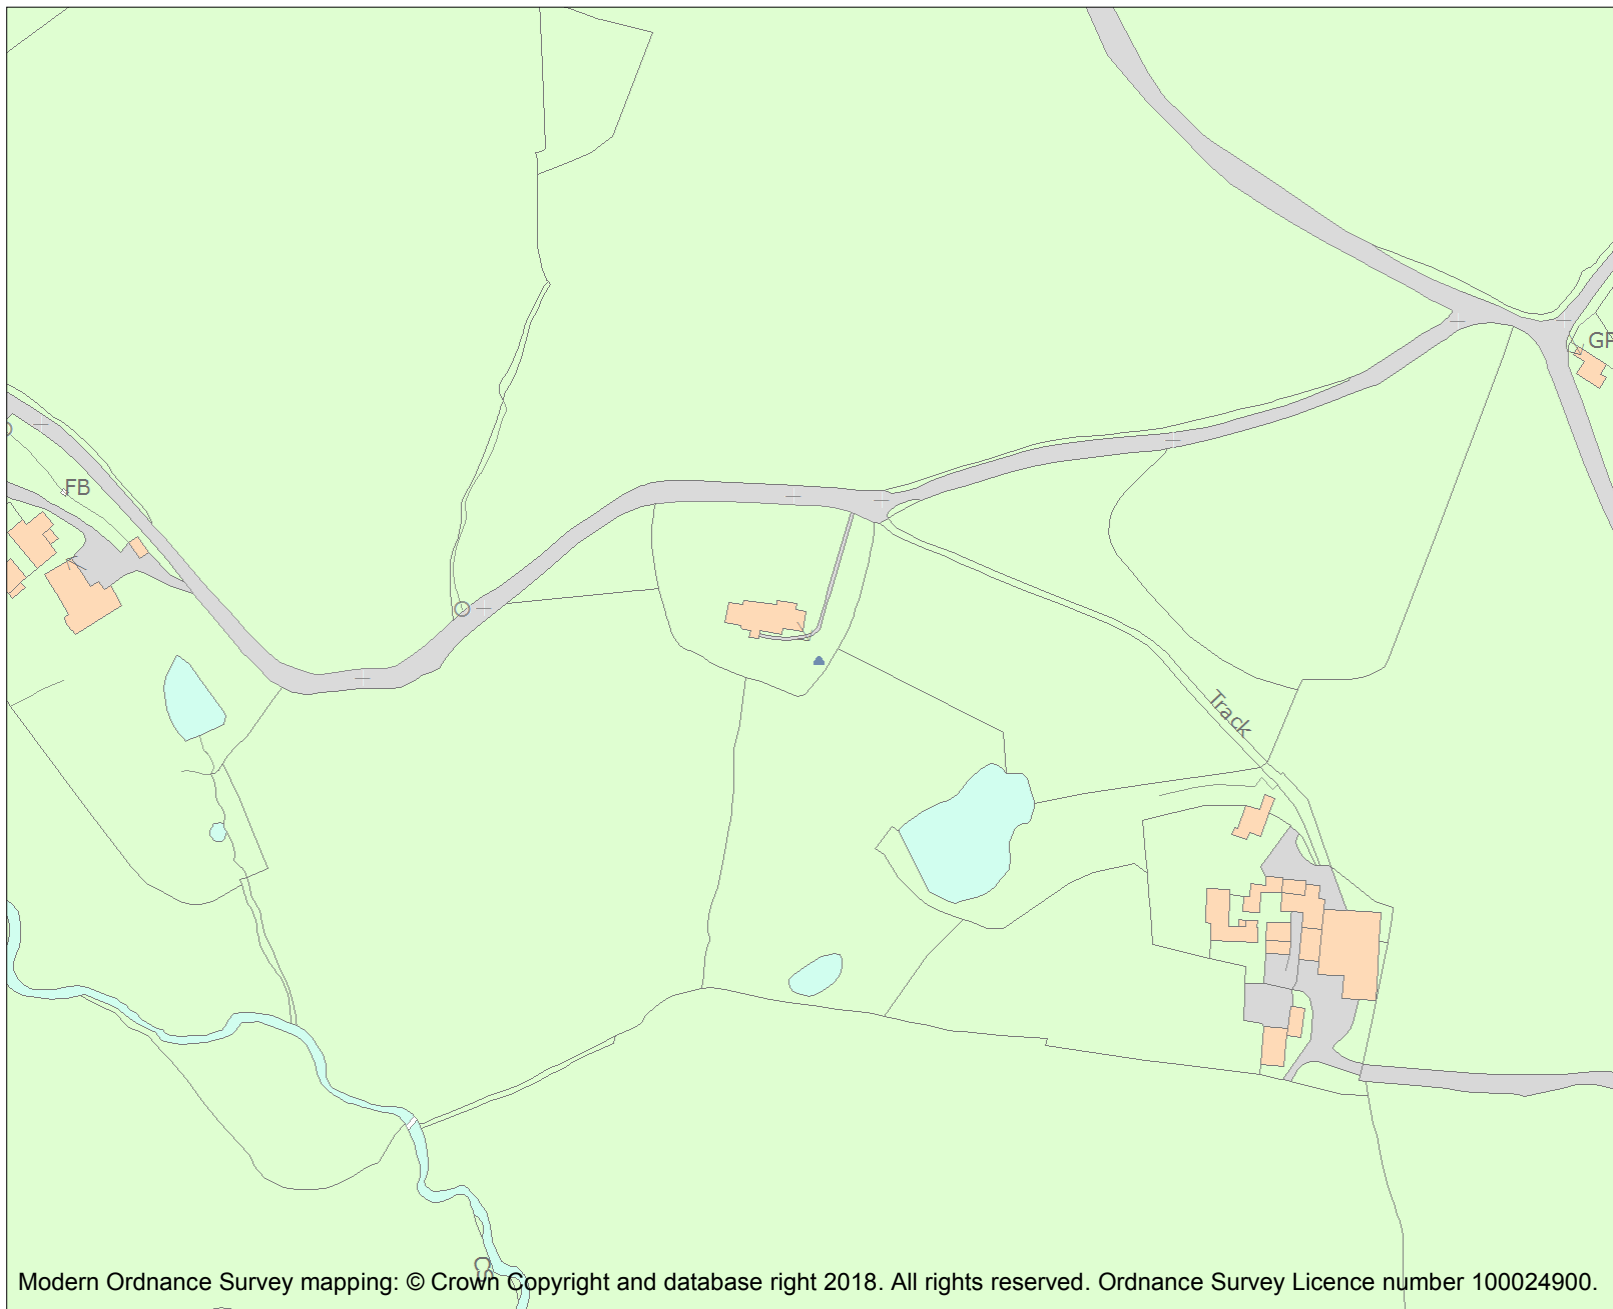 GP
FB
Track
CS
Modern Ordnance Survey mapping: © Crown Copyright and database right 2018. All rights reserved. Ordnance Survey Licence number 100024900.